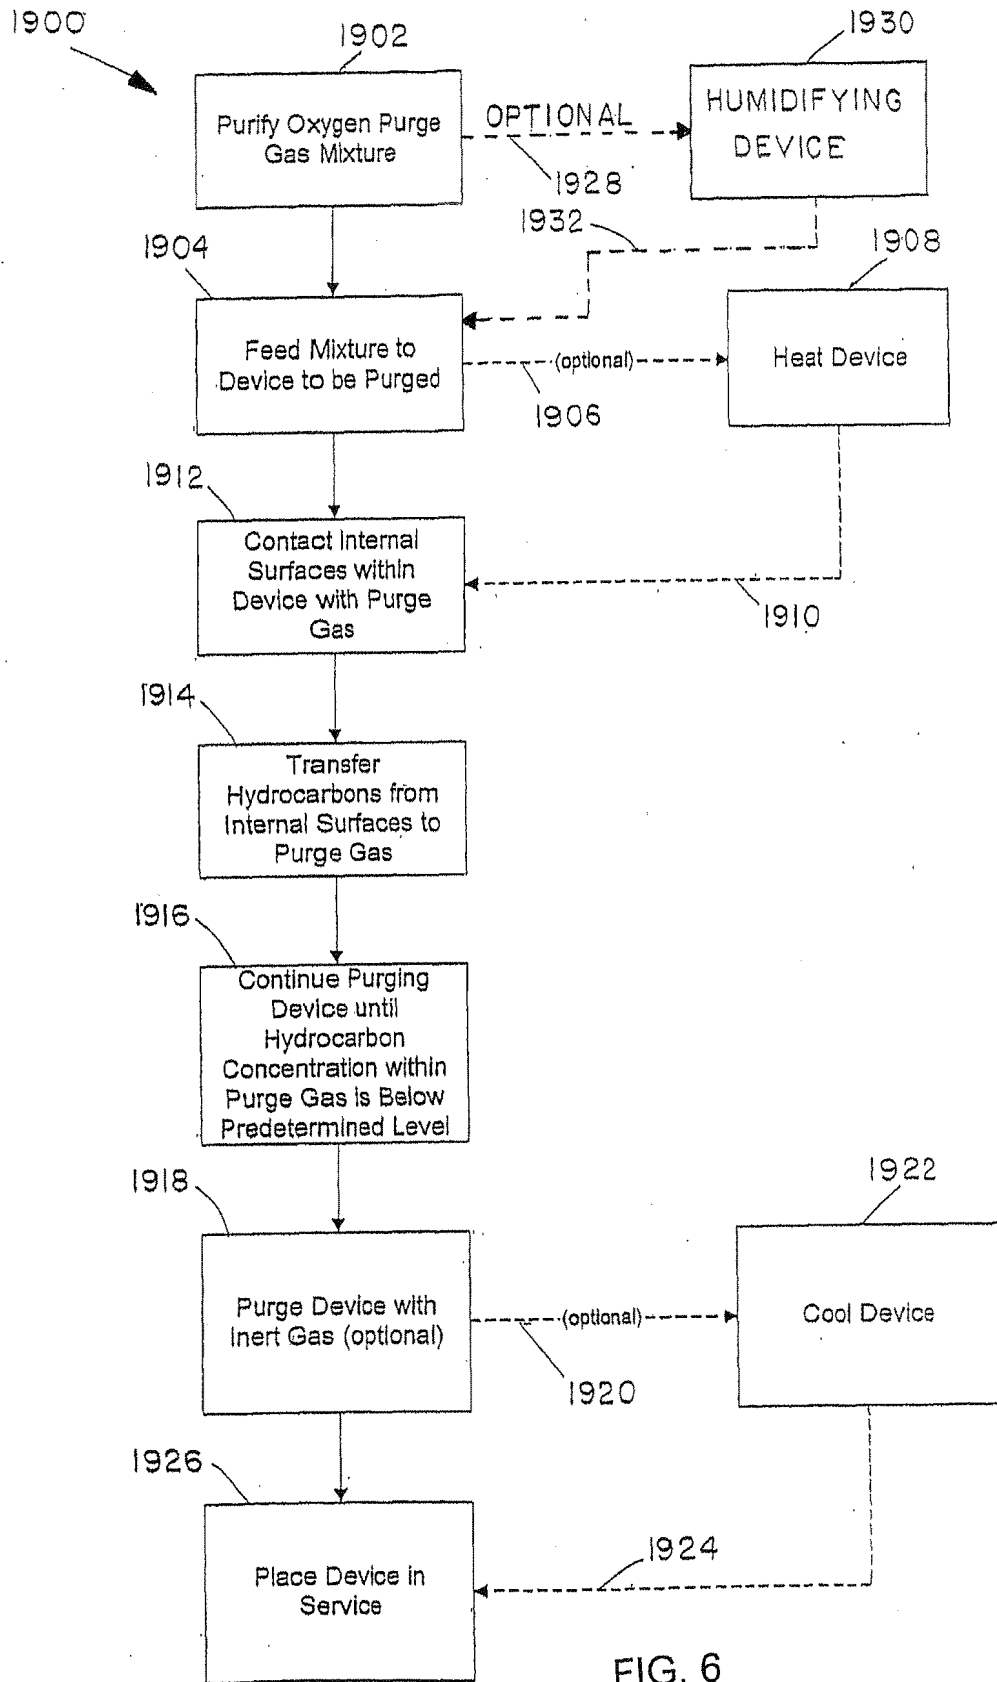 1900
1902
Purify Oxygen Purge
Gas Mixture
OPTIONAL
1928
1930
HUMIDIFYING
DEVICE
1932
1904
Feed Mixture to
Device to be Purged
(optional)
1906
1908
Heat Device
1910
1912
Contact Internal
Surfaces within
Device with Purge
Gas
1914
Transfer
Hydrocarbons from
Internal Surfaces to
Purge Gas
1916
Continue Purging
Device until
Hydrocarbon
Concentration within
Purge Gas is Below
Predetermined Level
1918
Purge Device with
Inert Gas (optional)
(optional)
1920
1922
Cool Device
1924
1926
Place Device in
Service
FIG. 6